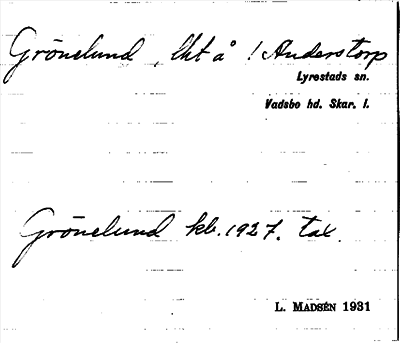 Grönelund, lht å ! Anderstorp
Lyrestads sn.
Vadsbo hd. Skar. l.
Grönelund kb. 1927. tax.
L. MADSÉN 1931